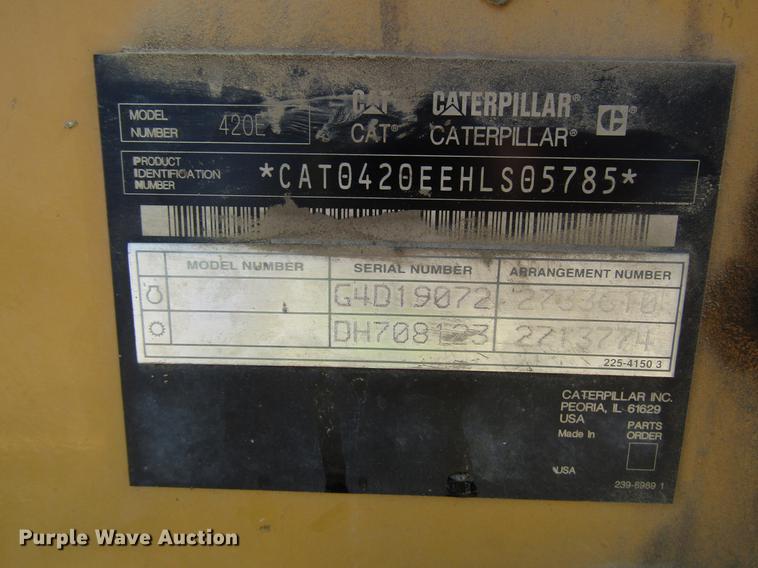 MODEL NUMBER 420E
CAT CATERPILLAR
CAT® CATERPILLAR® C
PRODUCT IDENTIFICATION NUMBER *CAT0420EEHLS05785*
MODEL NUMBER SERIAL NUMBER ARRANGEMENT NUMBER
G4D19072
DH708123 2713774
225-4150 3
CATERPILLAR INC.
PEORIA, IL 61629
USA
Made In
PARTS ORDER
USA
239-8989 1
Purple Wave Auction